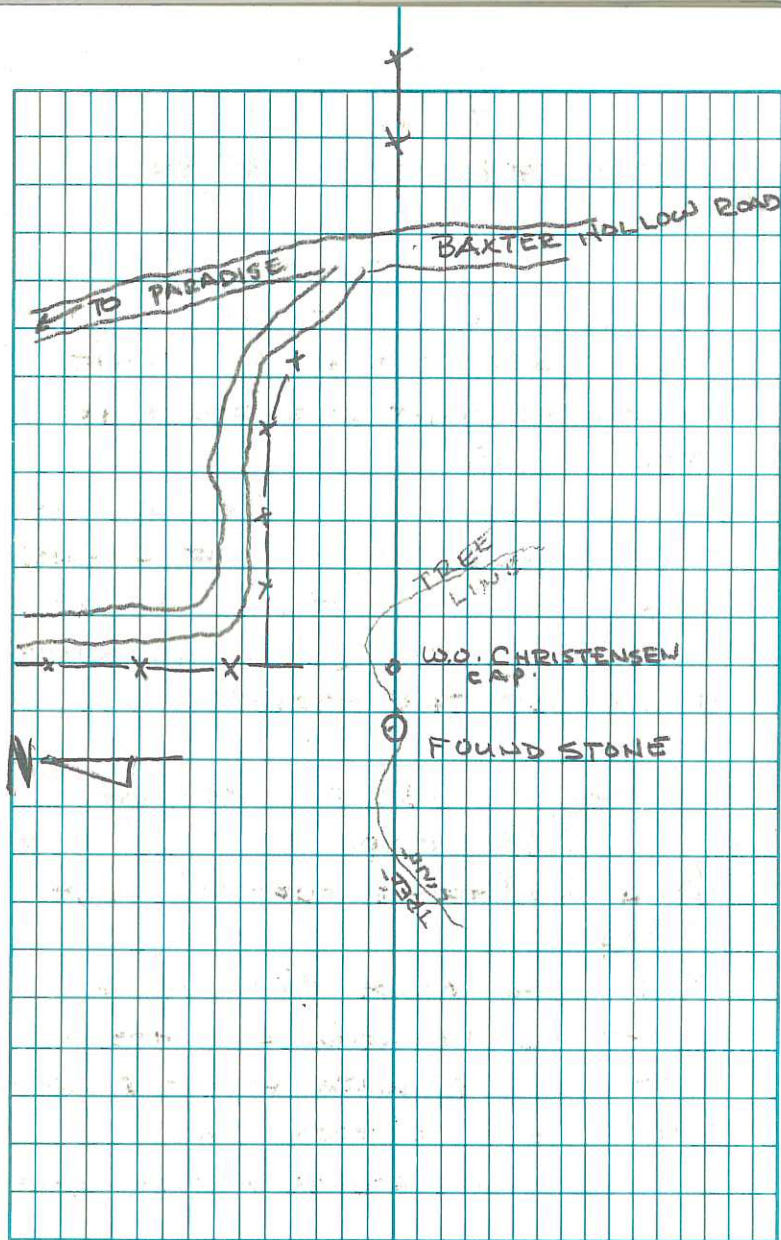 BAXTER HOLLOW ROAD
TO PARADISE
TREE
LINE
W.O. CHRISTENSEN
CAP.
FOUND STONE
N
TREE
LINE